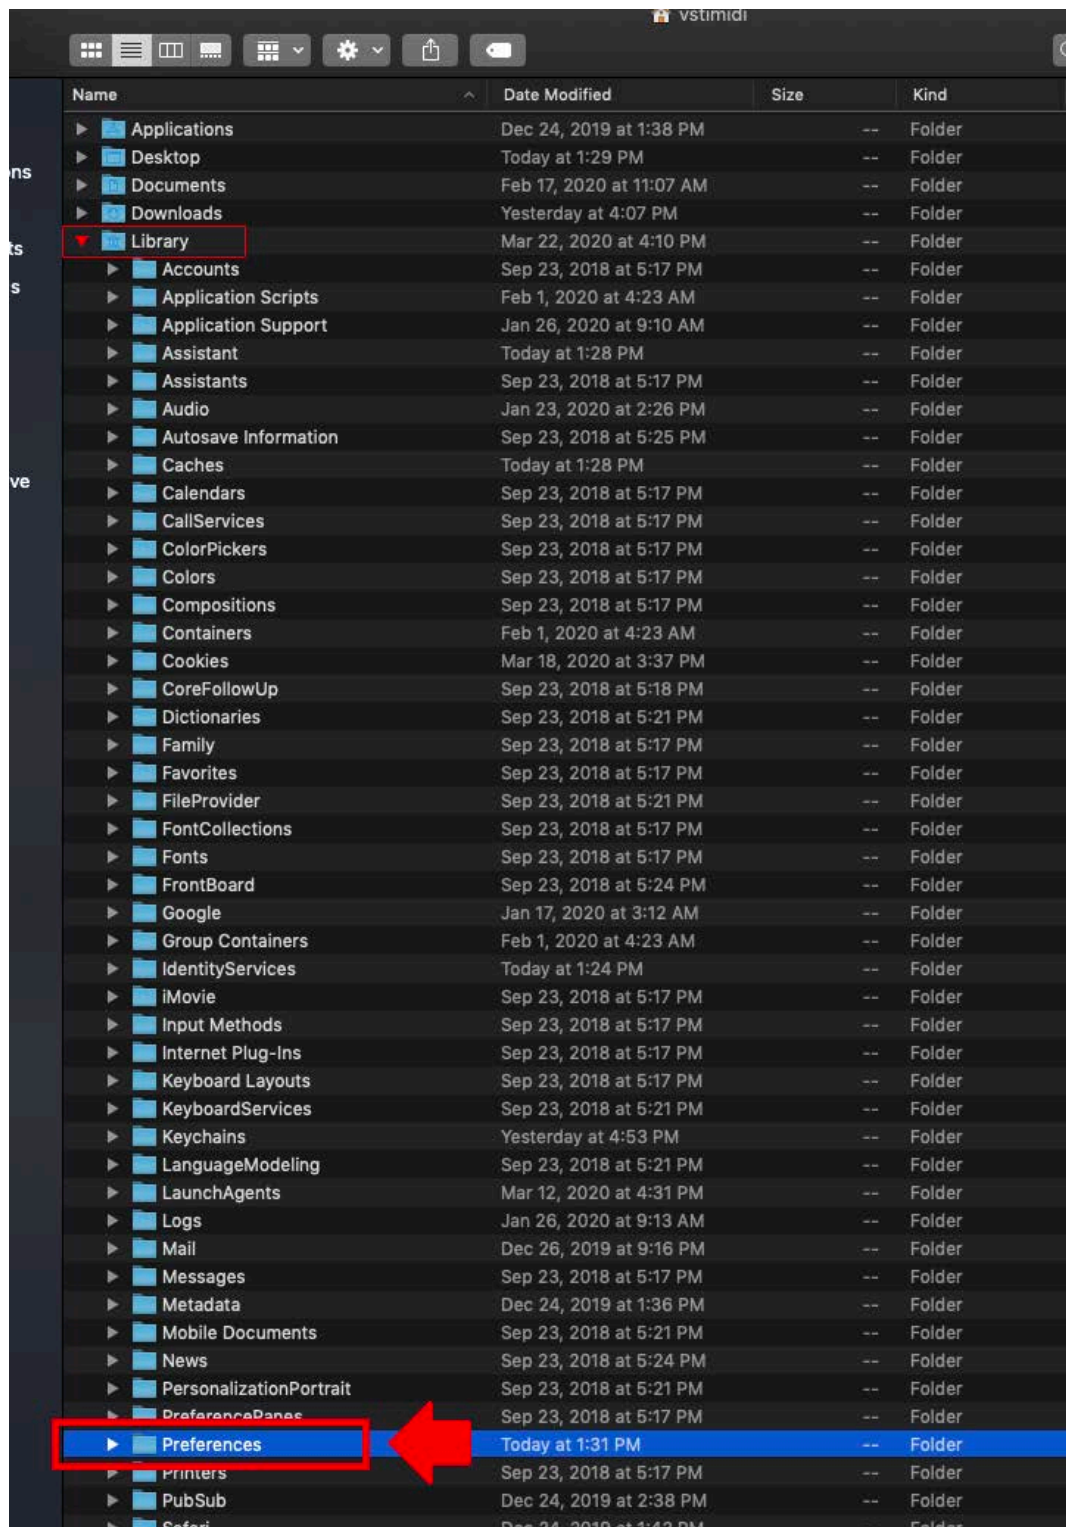 vstimidi
Name Date Modified Size Kind
Applications Dec 24, 2019 at 1:38 PM -- Folder
Desktop Today at 1:29 PM -- Folder
ns
Documents Feb 17, 2020 at 11:07 AM -- Folder
Downloads Yesterday at 4:07 PM -- Folder
ts
Library Mar 22, 2020 at 4:10 PM -- Folder
Accounts Sep 23, 2018 at 5:17 PM -- Folder
s
Application Scripts Feb 1, 2020 at 4:23 AM -- Folder
Application Support Jan 26, 2020 at 9:10 AM -- Folder
Assistant Today at 1:28 PM -- Folder
Assistants Sep 23, 2018 at 5:17 PM -- Folder
Audio Jan 23, 2020 at 2:26 PM -- Folder
Autosave Information Sep 23, 2018 at 5:25 PM -- Folder
Caches Today at 1:28 PM -- Folder
ve
Calendars Sep 23, 2018 at 5:17 PM -- Folder
CallServices Sep 23, 2018 at 5:17 PM -- Folder
ColorPickers Sep 23, 2018 at 5:17 PM -- Folder
Colors Sep 23, 2018 at 5:17 PM -- Folder
Compositions Sep 23, 2018 at 5:17 PM -- Folder
Containers Feb 1, 2020 at 4:23 AM -- Folder
Cookies Mar 18, 2020 at 3:37 PM -- Folder
CoreFollowUp Sep 23, 2018 at 5:18 PM -- Folder
Dictionaries Sep 23, 2018 at 5:21 PM -- Folder
Family Sep 23, 2018 at 5:17 PM -- Folder
Favorites Sep 23, 2018 at 5:17 PM -- Folder
FileProvider Sep 23, 2018 at 5:21 PM -- Folder
FontCollections Sep 23, 2018 at 5:17 PM -- Folder
Fonts Sep 23, 2018 at 5:17 PM -- Folder
FrontBoard Sep 23, 2018 at 5:24 PM -- Folder
Google Jan 17, 2020 at 3:12 AM -- Folder
Group Containers Feb 1, 2020 at 4:23 AM -- Folder
IdentityServices Today at 1:24 PM -- Folder
iMovie Sep 23, 2018 at 5:17 PM -- Folder
Input Methods Sep 23, 2018 at 5:17 PM -- Folder
Internet Plug-Ins Sep 23, 2018 at 5:17 PM -- Folder
Keyboard Layouts Sep 23, 2018 at 5:17 PM -- Folder
KeyboardServices Sep 23, 2018 at 5:21 PM -- Folder
Keychains Yesterday at 4:53 PM -- Folder
LanguageModeling Sep 23, 2018 at 5:21 PM -- Folder
LaunchAgents Mar 12, 2020 at 4:31 PM -- Folder
Logs Jan 26, 2020 at 9:13 AM -- Folder
Mail Dec 26, 2019 at 9:16 PM -- Folder
Messages Sep 23, 2018 at 5:17 PM -- Folder
Metadata Dec 24, 2019 at 1:36 PM -- Folder
Mobile Documents Sep 23, 2018 at 5:21 PM -- Folder
News Sep 23, 2018 at 5:24 PM -- Folder
PersonalizationPortrait Sep 23, 2018 at 5:21 PM -- Folder
PreferencePanes Sep 23, 2018 at 5:17 PM -- Folder
Preferences Today at 1:31 PM -- Folder
Printers Sep 23, 2018 at 5:17 PM -- Folder
PubSub Dec 24, 2019 at 2:38 PM -- Folder
Safari Dec 24, 2019 at 1:43 PM -- Folder